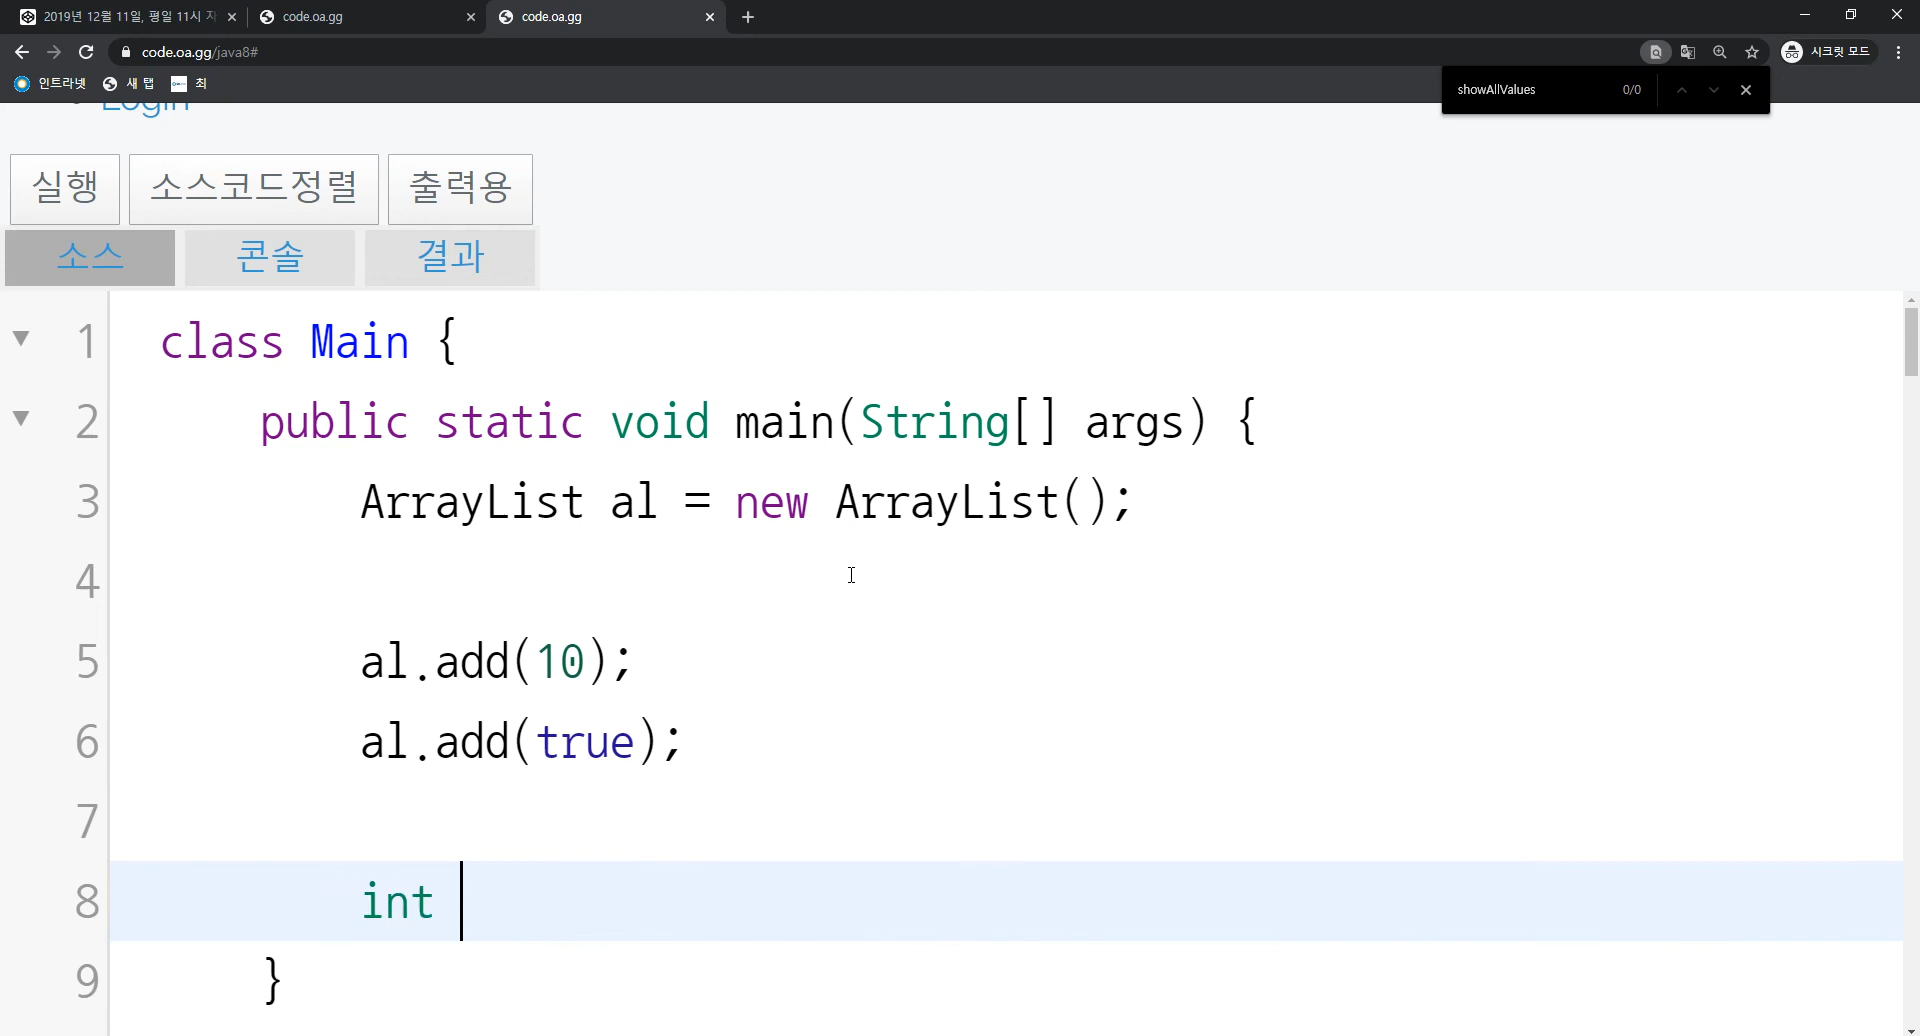 2019년 12월 11일, 평일 11시 자
code.oa.gg
code.oa.gg
code.oa.gg/java8#
시크릿 모드
인트라넷
새 탭
최
showAllValues 0/0
Login
실행 소스코드정렬 출력용
소스 콘솔 결과
1 class Main {
2 public static void main(String[] args) {
3 ArrayList al = new ArrayList();
4
5 al.add(10);
6 al.add(true);
7
8 int
9 }